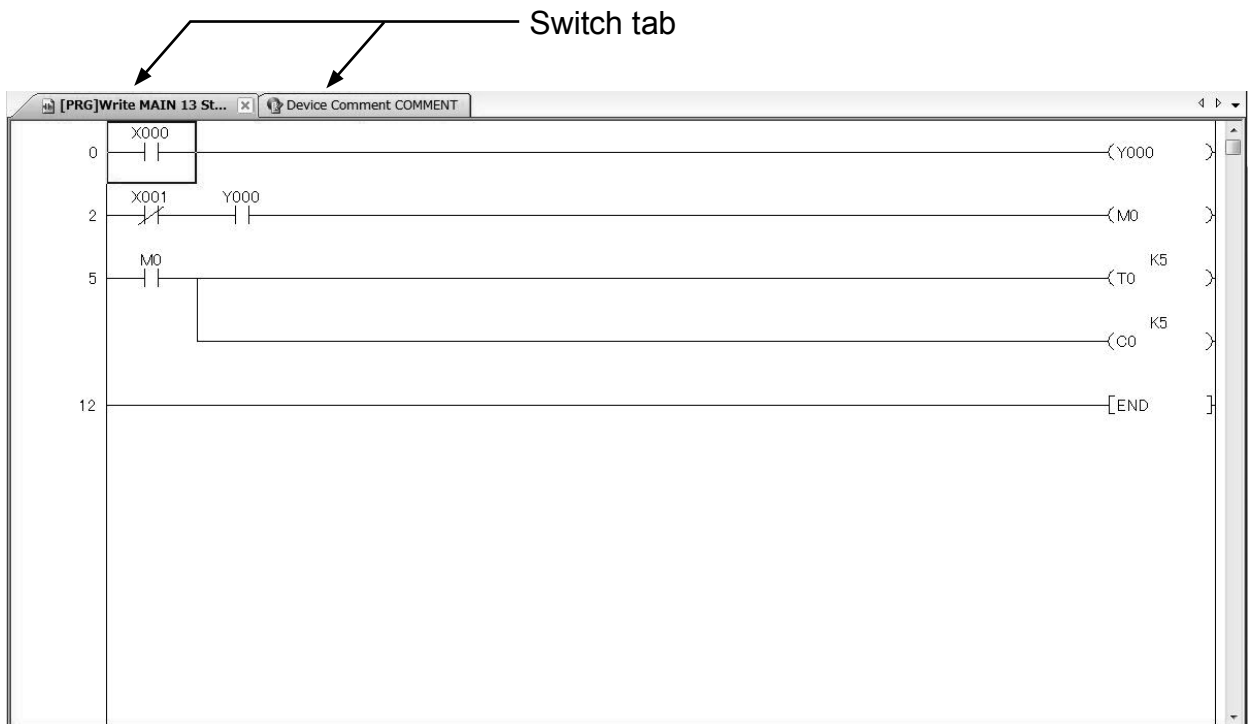 Switch tab
[PRG]Write MAIN 13 St... Device Comment COMMENT
X000
0 Y000
X001 Y000
2 M0
M0 K5
5 T0
K5
C0
12 END